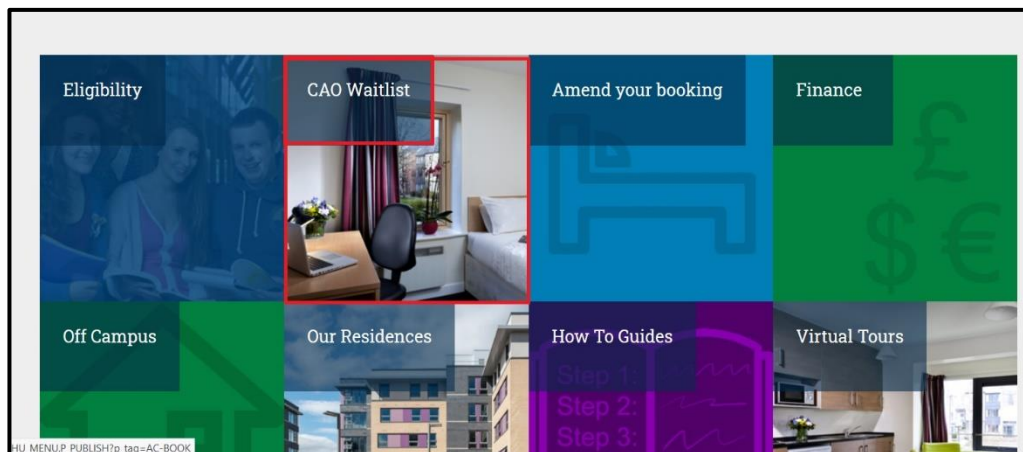 Eligibility
CAO Waitlist
Amend your booking
Finance
£
$ €
Off Campus
Our Residences
How To Guides
Virtual Tours
Step 1:
Step 2:
Step 3:
HU_MENU.P_PUBLISH?p_tag=AC-BOOK